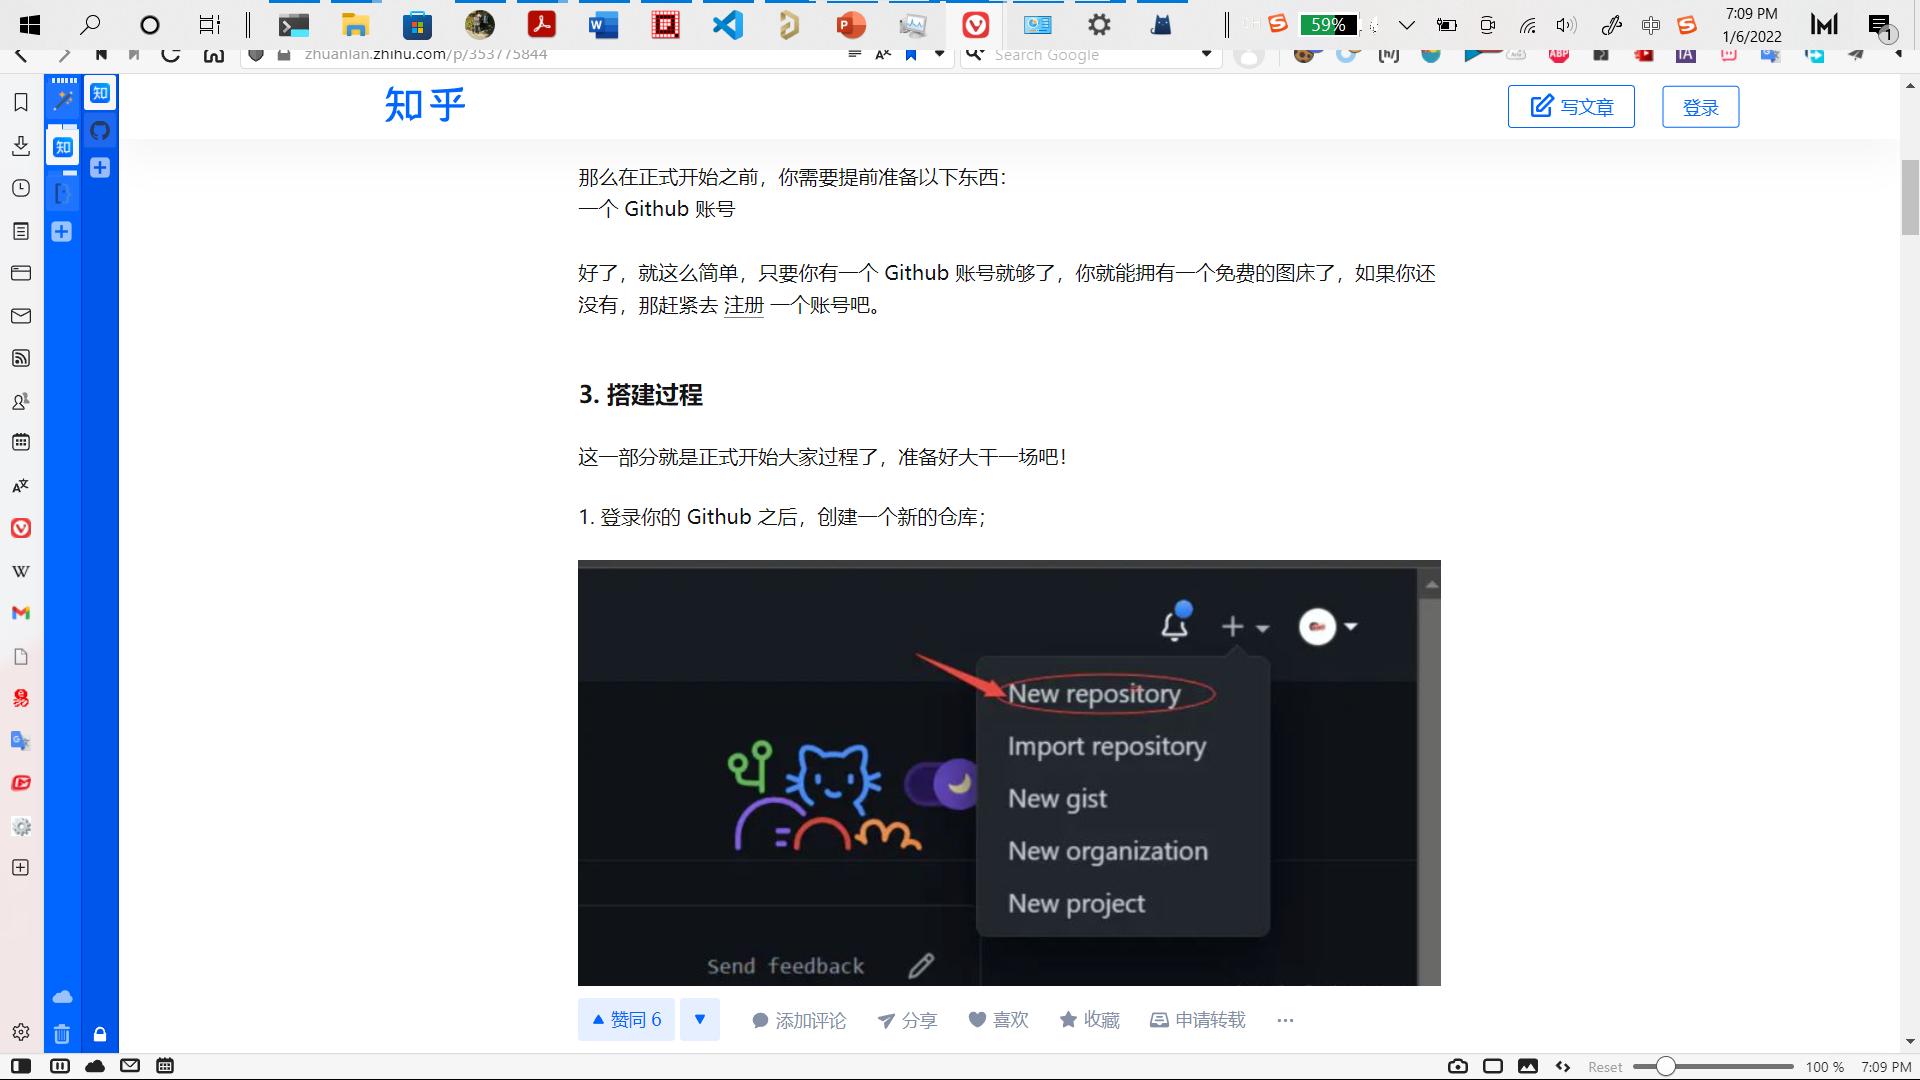 59%
7:09 PM
1/6/2022
1
zhuanlan.zhihu.com/p/353775844
Search Google
知乎
写文章
登录
那么在正式开始之前，你需要提前准备以下东西：
一个 Github 账号
好了，就这么简单，只要你有一个 Github 账号就够了，你就能拥有一个免费的图床了，如果你还
没有，那赶紧去 注册 一个账号吧。
3. 搭建过程
这一部分就是正式开始大家过程了，准备好大干一场吧！
1. 登录你的 Github 之后，创建一个新的仓库；
New repository
Import repository
New gist
New organization
New project
Send feedback
赞同 6
添加评论
分享
喜欢
收藏
申请转载
Reset
100 %
7:09 PM